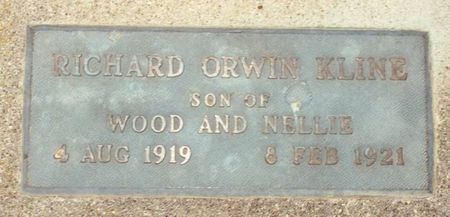 RICHARD ORWIN KLINE
SON OF
WOOD AND NELLIE
4 AUG 1919 8 FEB 1921